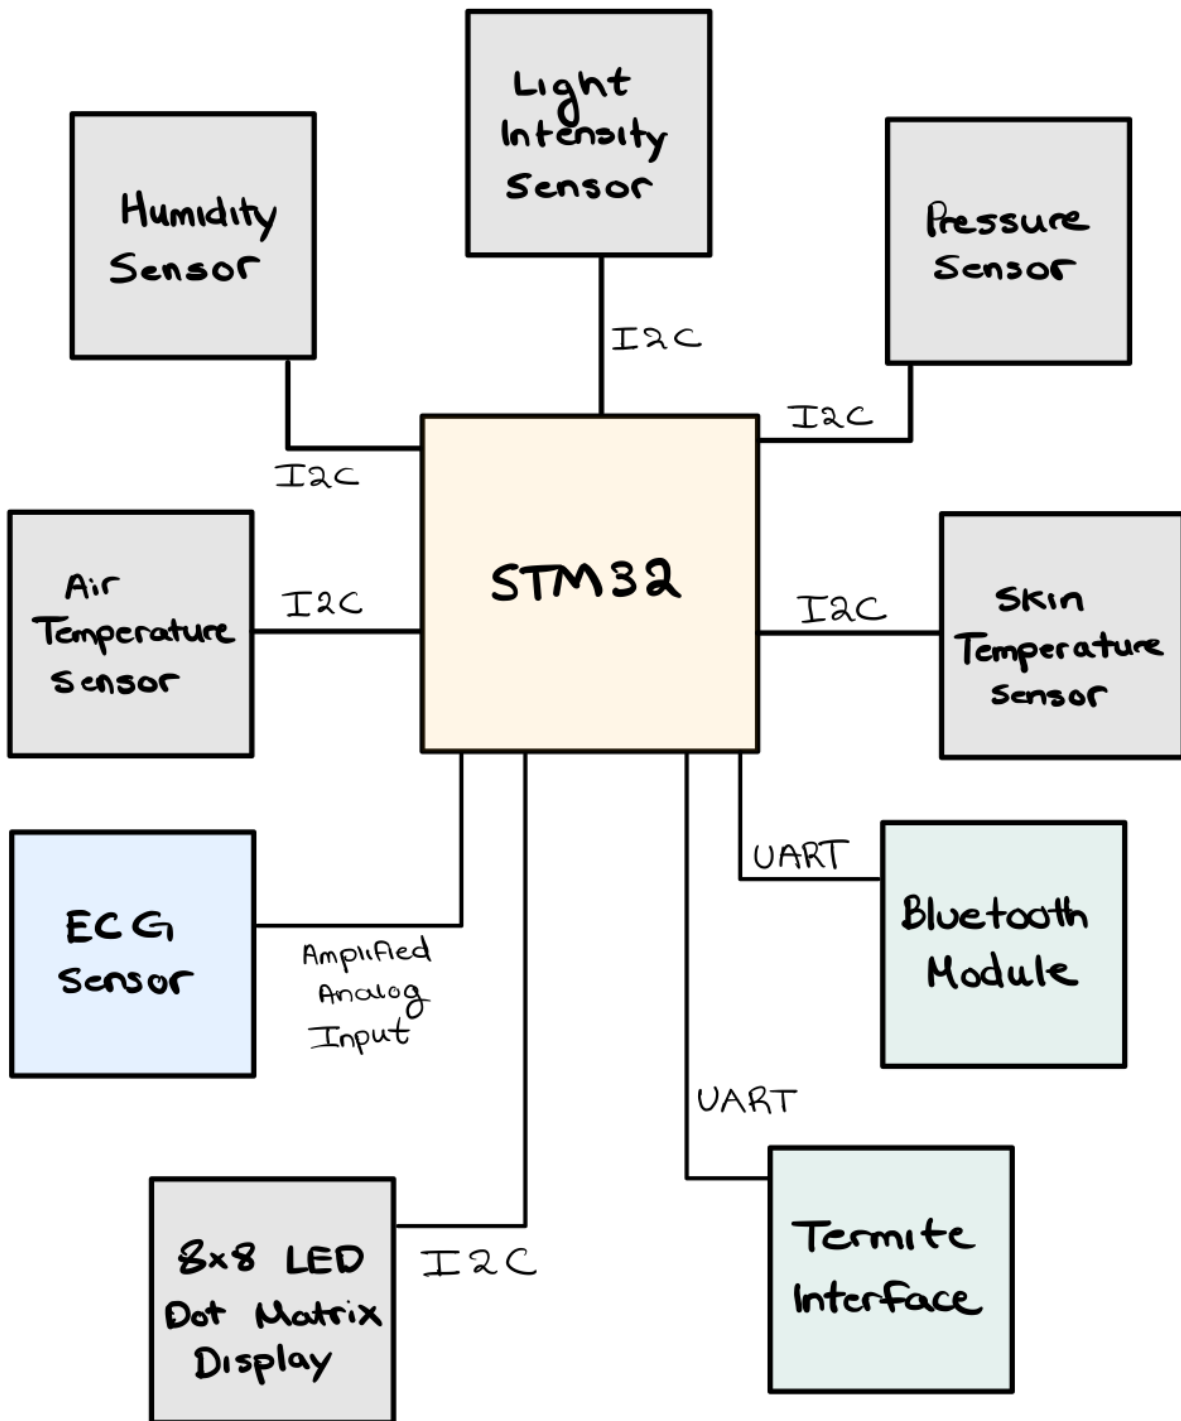 Light
Intensity
Sensor
Humidity
Sensor
Pressure
Sensor
I2C
I2C
I2C
Air
Temperature
Sensor
I2C
STM32
I2C
Skin
Temperature
Sensor
ECG
Sensor
Amplified
Analog
Input
UART
Bluetooth
Module
UART
8x8 LED
Dot Matrix
Display
I2C
Termite
Interface